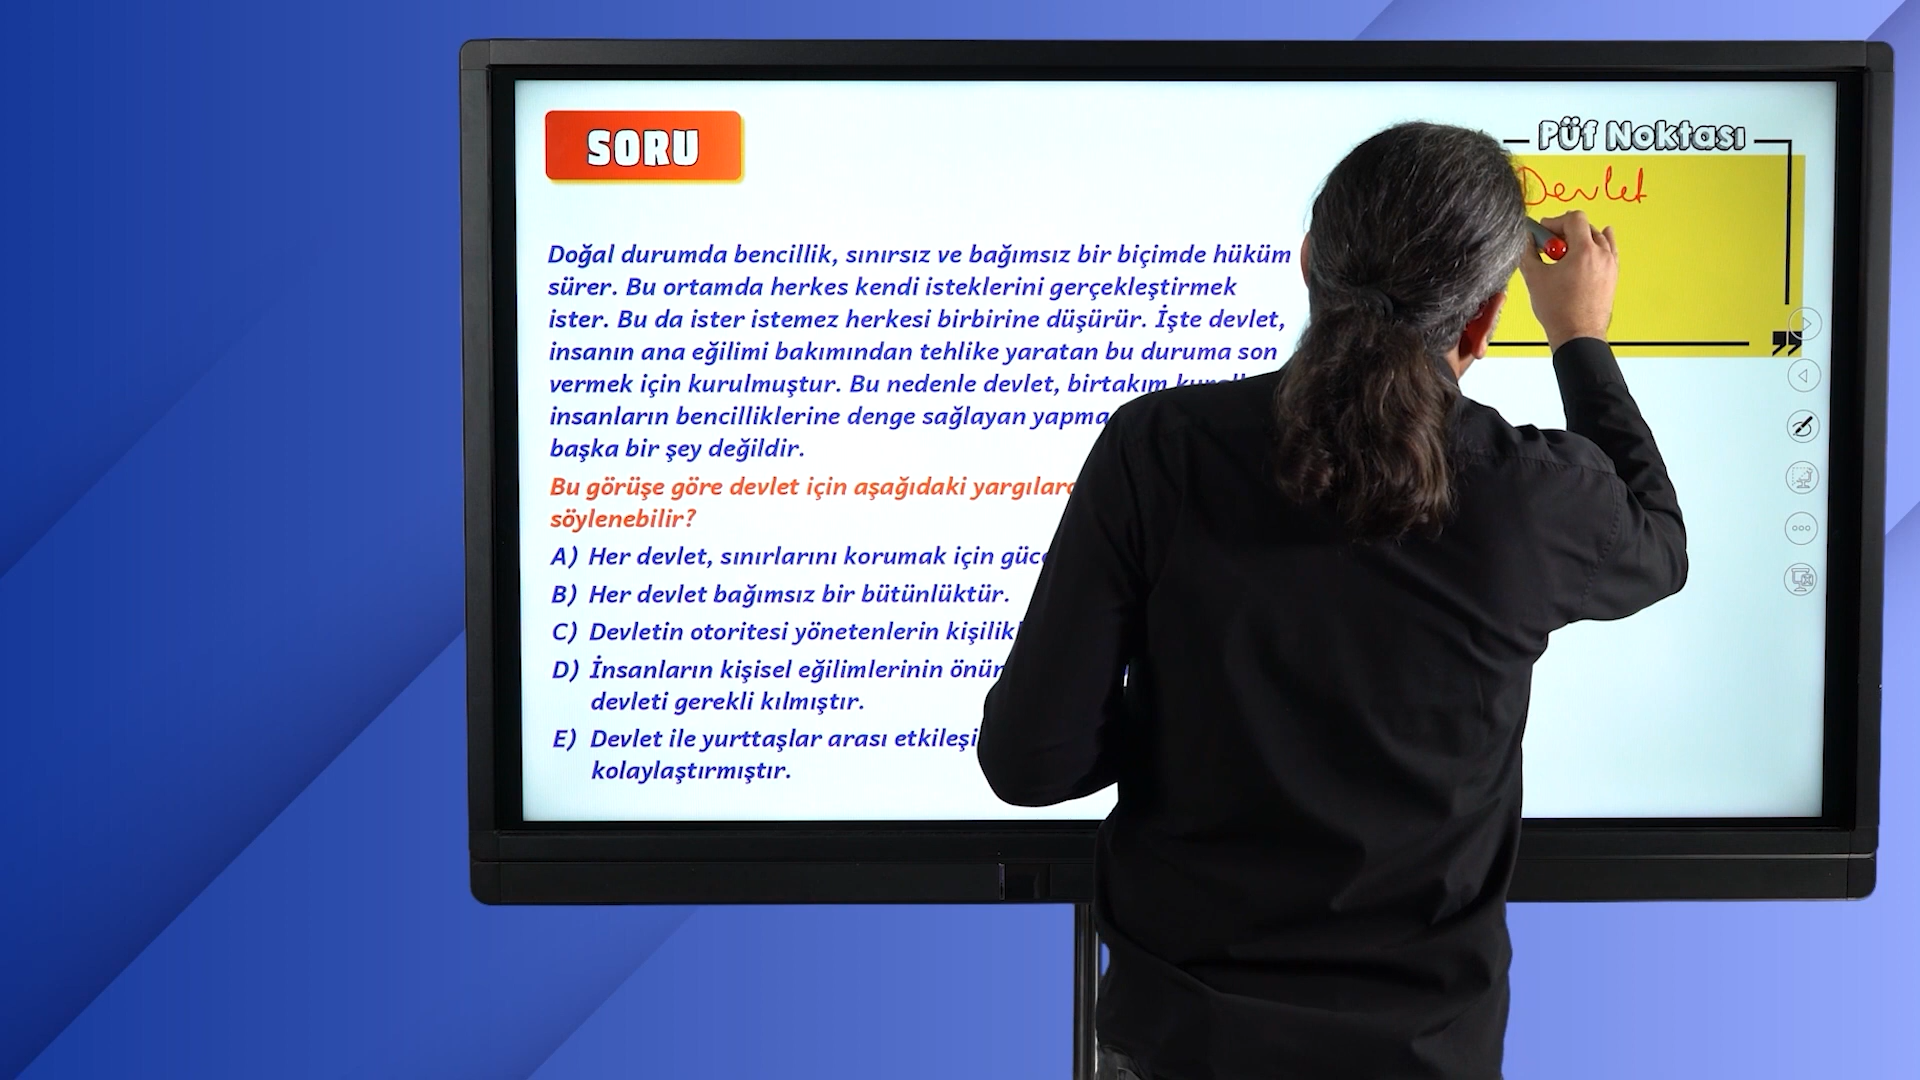 SORU
Püf Noktası
Devlet
Doğal durumda bencillik, sınırsız ve bağımsız bir biçimde hüküm
sürer. Bu ortamda herkes kendi isteklerini gerçekleştirmek
ister. Bu da ister istemez herkesi birbirine düşürür. İşte devlet,
insanın ana eğilimi bakımından tehlike yaratan bu duruma son
vermek için kurulmuştur. Bu nedenle devlet, birtakım
insanların bencilliklerine denge sağlayan yapma
başka bir şey değildir.
Bu görüşe göre devlet için aşağıdaki
söylenebilir?
A) Her devlet, sınırlarını korumak için
B) Her devlet bağımsız bir bütünlüktür.
C) Devletin otoritesi yönetenlerin
D) İnsanların kişisel eğilimlerinin
devleti gerekli kılmıştır.
E) Devlet ile yurttaşlar arası
kolaylaştırmıştır.